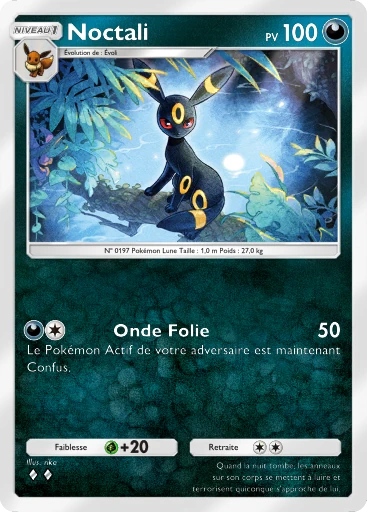 NIVEAU 1
Noctali
PV 100
Évolution de : Évoli
N° 0197 Pokémon Lune Taille : 1,0 m Poids : 27,0 kg
Onde Folie 50
Le Pokémon Actif de votre adversaire est maintenant
Confus.
Faiblesse +20
Retraite
Illus. rika
Quand la nuit tombe, les anneaux
sur son corps se mettent à luire et
terrorisent quiconque s'approche de lui.